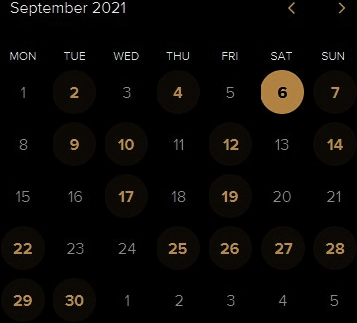 September 2021 < >
MON TUE WED THU FRI SAT SUN
1 2 3 4 5 6 7
8 9 10 11 12 13 14
15 16 17 18 19 20 21
22 23 24 25 26 27 28
29 30 1 2 3 4 5